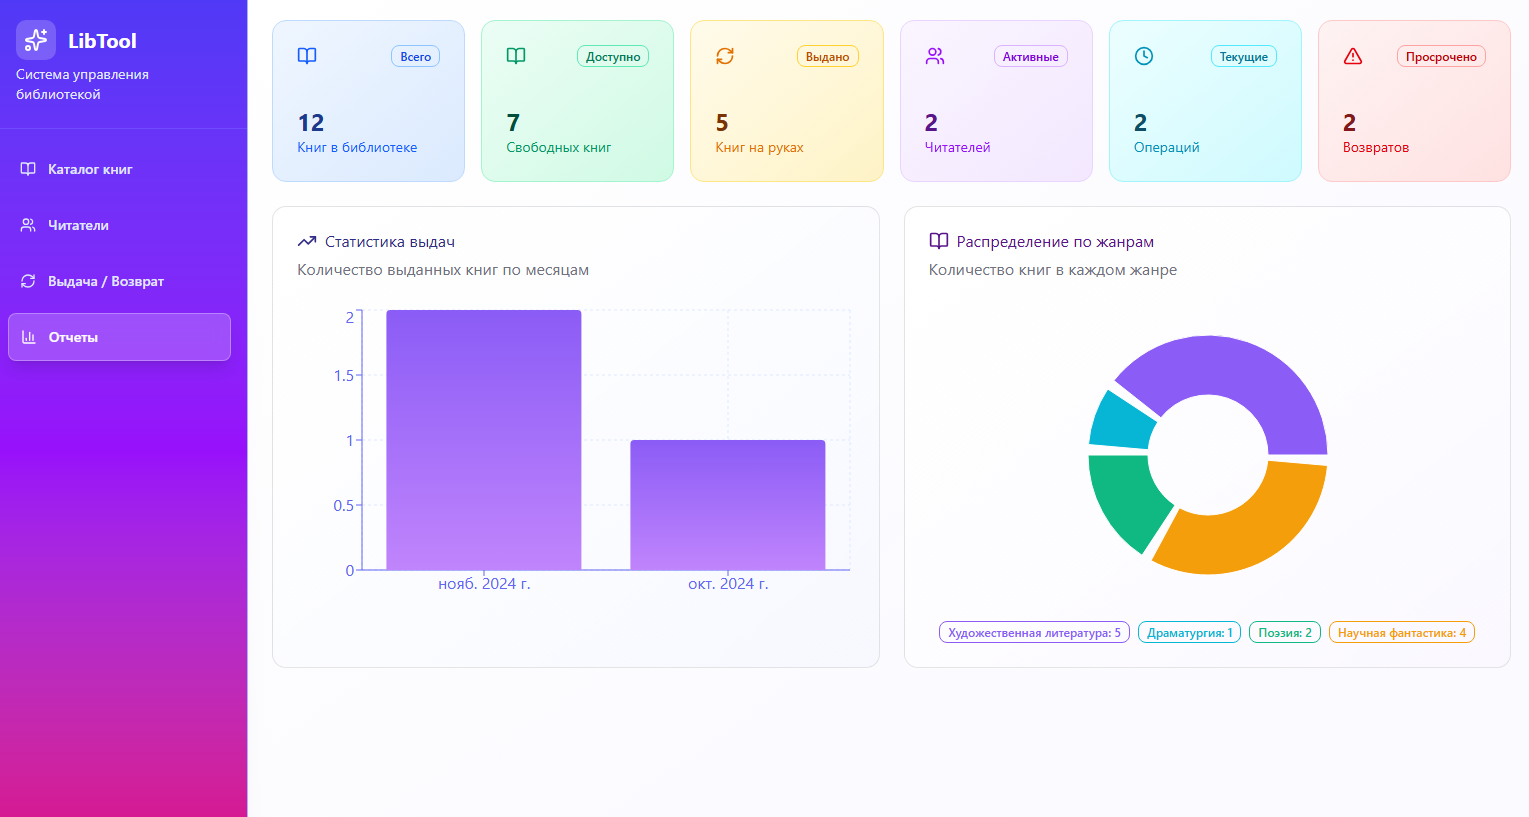 LibTool
Система управления
библиотекой
Каталог книг
Читатели
Выдача / Возврат
Отчеты
Всего
12
Книг в библиотеке
Доступно
7
Свободных книг
Выдано
5
Книг на руках
Активные
2
Читателей
Текущие
2
Операций
Просрочено
2
Возвратов
Статистика выдач
Количество выданных книг по месяцам
2
1.5
1
0.5
0
нояб. 2024 г.
окт. 2024 г.
Распределение по жанрам
Количество книг в каждом жанре
Художественная литература: 5
Драматургия: 1
Поэзия: 2
Научная фантастика: 4